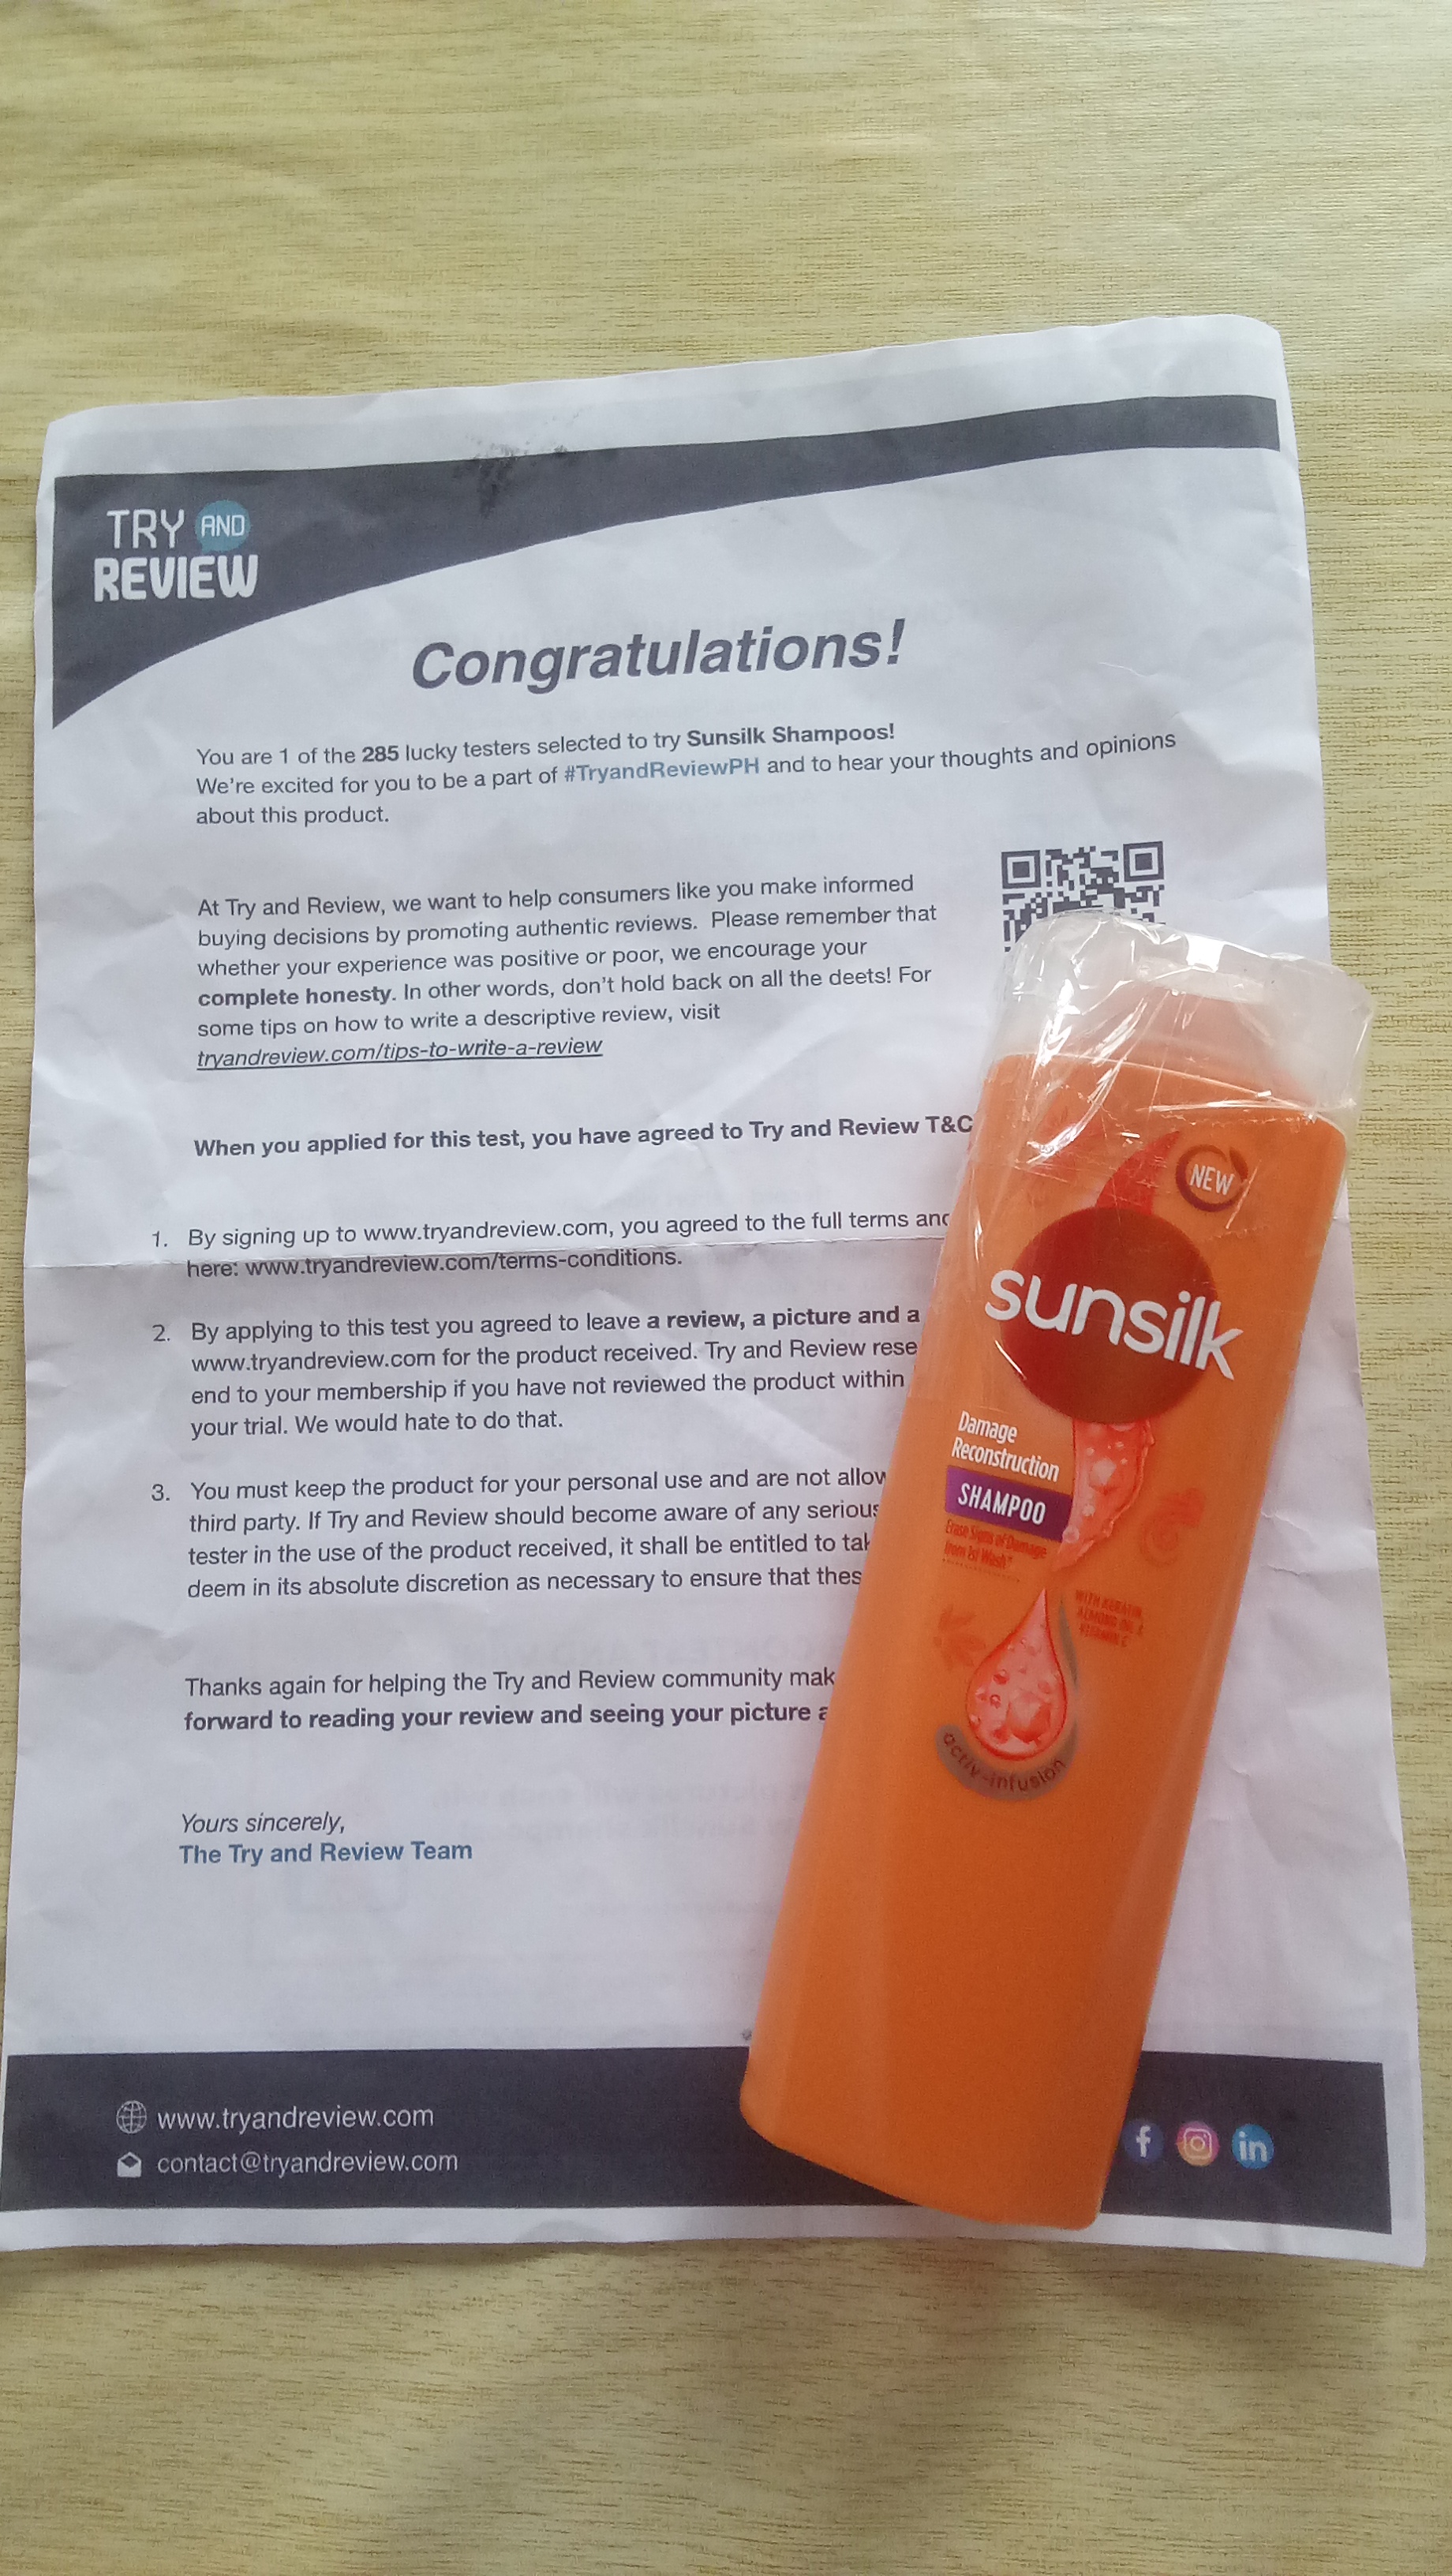 TRY AND
REVIEW
Congratulations!
You are 1 of the 285 lucky testers selected to try Sunsilk Shampoos!
We're excited for you to be a part of #TryandReviewPH and to hear your thoughts and opinions
about this product.
At Try and Review, we want to help consumers like you make informed
buying decisions by promoting authentic reviews. Please remember that
whether your experience was positive or poor, we encourage your
complete honesty. In other words, don't hold back on all the deets! For
some tips on how to write a descriptive review, visit
tryandreview.com/tips-to-write-a-review
When you applied for this test, you have agreed to Try and Review T&C
1. By signing up to www.tryandreview.com, you agreed to the full terms and
here: www.tryandreview.com/terms-conditions.
2. By applying to this test you agreed to leave a review, a picture and a
www.tryandreview.com for the product received. Try and Review rese
end to your membership if you have not reviewed the product within
your trial. We would hate to do that.
3. You must keep the product for your personal use and are not allow
third party. If Try and Review should become aware of any serious
tester in the use of the product received, it shall be entitled to tak
deem in its absolute discretion as necessary to ensure that thes
Thanks again for helping the Try and Review community mak
forward to reading your review and seeing your picture a
Yours sincerely,
The Try and Review Team
www.tryandreview.com
contact@tryandreview.com
f
in
NEW
sunsilk
Damage
Reconstruction
SHAMPOO
Erase Signs of Damage
from 1st Wash*
WITH KERATIN,
ALMOND OIL &
VITAMIN C
activ-infusion